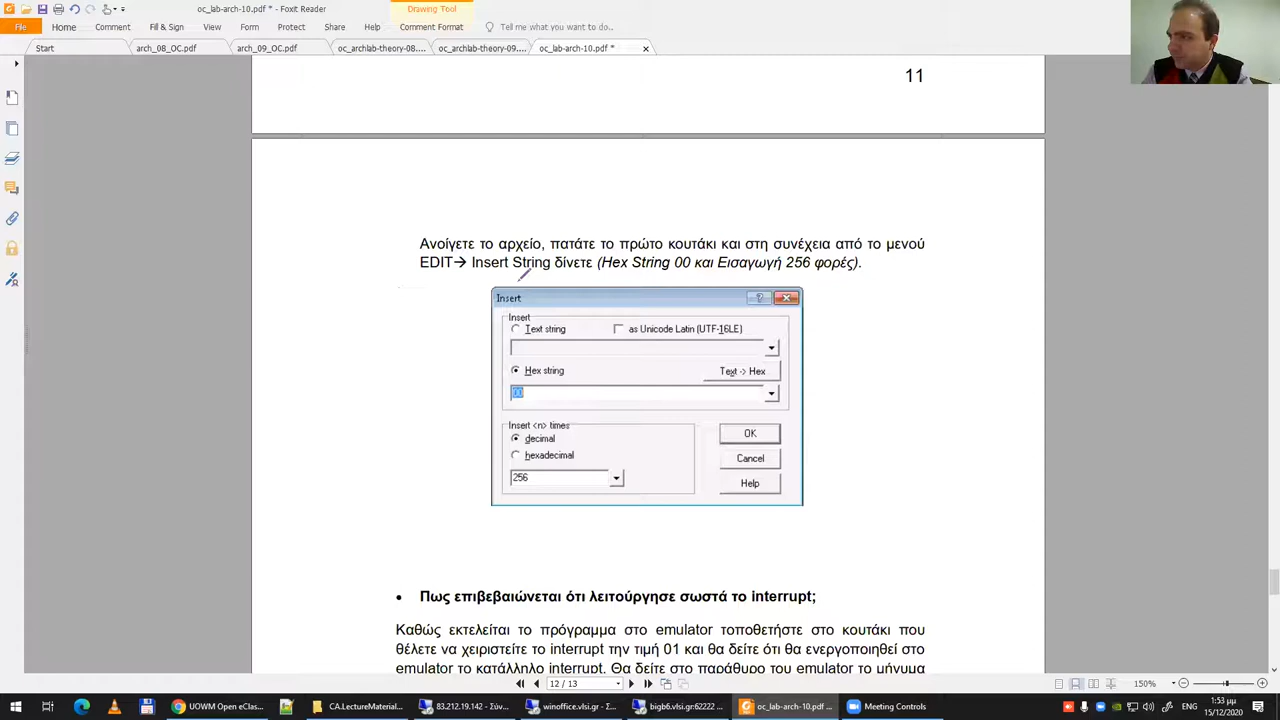 oc_lab-arch-10.pdf * - Foxit Reader
Drawing Tool
File Home Comment Fill & Sign View Form Protect Share Help Comment Format Tell me what you want to do...
Start arch_08_OC.pdf arch_09_OC.pdf oc_archlab-theory-08.... oc_archlab-theory-09.... oc_lab-arch-10.pdf *
11
Ανοίγετε το αρχείο, πατάτε το πρώτο κουτάκι και στη συνέχεια από το μενού
EDIT→ Insert String δίνετε (Hex String 00 και Εισαγωγή 256 φορές).
Insert
Insert
Text string as Unicode Latin (UTF-16LE)
Hex string Text -> Hex
00
Insert <n> times
decimal OK
hexadecimal Cancel
256 Help
• Πως επιβεβαιώνεται ότι λειτούργησε σωστά το interrupt;
Καθώς εκτελείται το πρόγραμμα στο emulator τοποθετήστε στο κουτάκι που
θέλετε να χειριστείτε το interrupt την τιμή 01 και θα δείτε ότι θα ενεργοποιηθεί στο
emulator το κατάλληλο interrupt. Θα δείτε στο παράθυρο του emulator το μήνυμα
12 / 13 150%
UOWM Open eClas... CA.LectureMaterial... 83.212.19.142 - Σύν... winoffice.vlsi.gr - Σ... bigb6.vlsi.gr:62222 ... oc_lab-arch-10.pdf ... Meeting Controls ΕΝG 1:53 μμ
15/12/2020